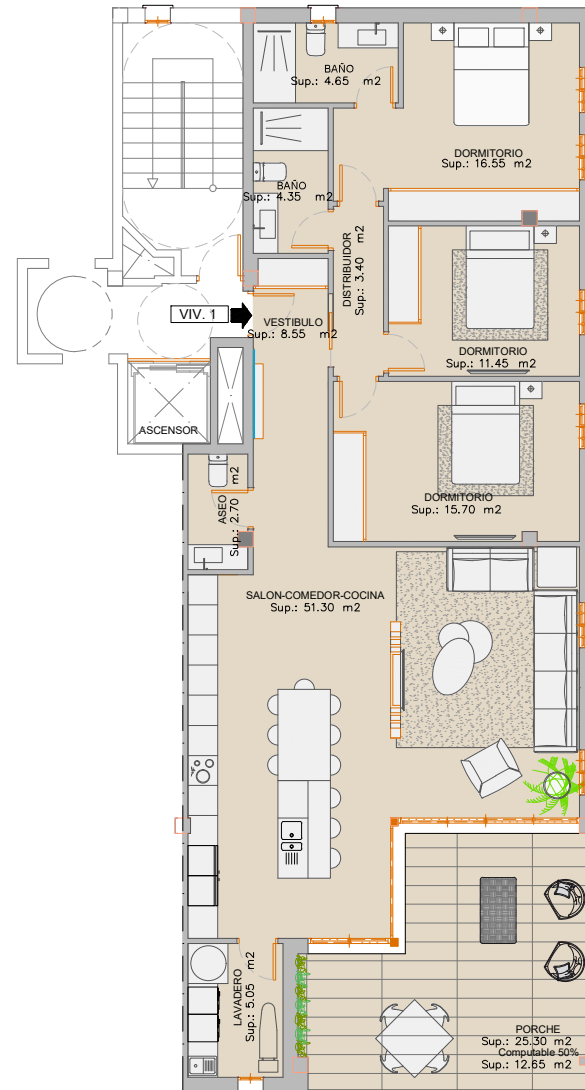 BAÑO
Sup.: 4.65 m2
DORMITORIO
Sup.: 16.55 m2
BAÑO
Sup.: 4.35 m2
DISTRIBUIDOR
Sup.: 3.40 m2
VIV. 1
VESTIBULO
Sup.: 8.55 m2
DORMITORIO
Sup.: 11.45 m2
ASCENSOR
ASEO
Sup.: 2.70 m2
DORMITORIO
Sup.: 15.70 m2
SALON-COMEDOR-COCINA
Sup.: 51.30 m2
LAVADERO
Sup.: 5.05 m2
PORCHE
Sup.: 25.30 m2
Computable 50%
Sup.: 12.65 m2